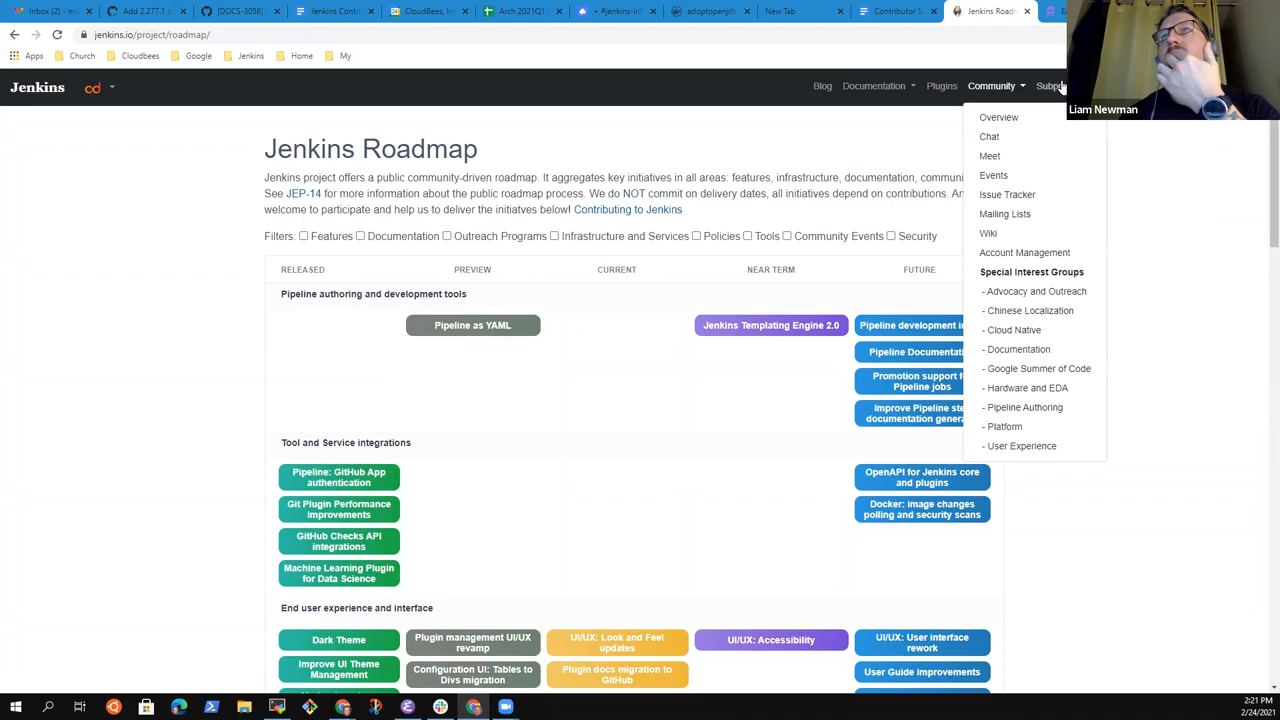 Inbox (2) - m
Add 2.277.1 c
[DOCS-3058]
Jenkins Contri
CloudBees, In
Arch 2021Q1
+ #jenkins-inf
adoptopenjdk
New Tab
Contributor S
Jenkins Road
jenkins.io/project/roadmap/
Apps
Church
Cloudbees
Google
Jenkins
Home
My
Jenkins
cd
Blog
Documentation
Plugins
Community
Subp
Liam Newman
Overview
Chat
Meet
Events
Issue Tracker
Mailing Lists
Wiki
Account Management
Special Interest Groups
- Advocacy and Outreach
- Chinese Localization
- Cloud Native
- Documentation
- Google Summer of Code
- Hardware and EDA
- Pipeline Authoring
- Platform
- User Experience
Jenkins Roadmap
Jenkins project offers a public community-driven roadmap. It aggregates key initiatives in all areas: features, infrastructure, documentation, commun
See JEP-14 for more information about the public roadmap process. We do NOT commit on delivery dates, all initiatives depend on contributions. An
welcome to participate and help us to deliver the initiatves below! Contributing to Jenkins
Filters: Features Documentation Outreach Programs Infrastructure and Services Policies Tools Community Events Security
RELEASED PREVIEW CURRENT NEAR TERM FUTURE
Pipeline authoring and development tools
Pipeline as YAML
Jenkins Templating Engine 2.0
Pipeline development i
Pipeline Documentati
Promotion support f
Pipeline jobs
Improve Pipeline ste
documentation genera
Tool and Service integrations
Pipeline: GitHub App
authentication
Git Plugin Performance
Improvements
GitHub Checks API
integrations
Machine Learning Plugin
for Data Science
OpenAPI for Jenkins core
and plugins
Docker: image changes
polling and security scans
End user experience and interface
Dark Theme
Improve UI Theme
Management
Plugin management UI/UX
revamp
Configuration UI: Tables to
Divs migration
UI/UX: Look and Feel
updates
Plugin docs migration to
GitHub
UI/UX: Accessibility
UI/UX: User interface
rework
User Guide improvements
2:21 PM
2/24/2021